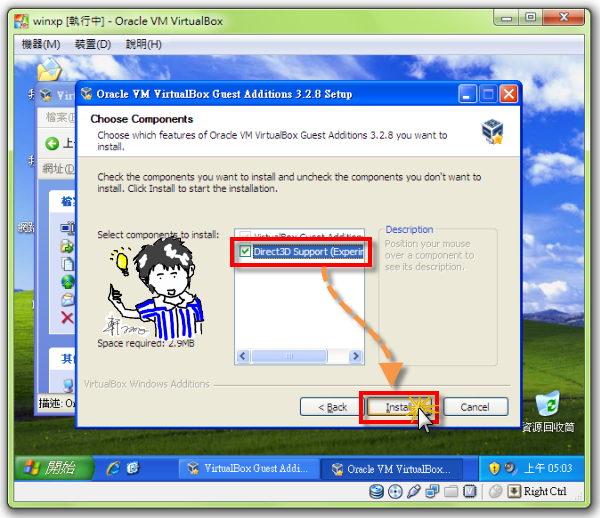 winxp [執行中] - Oracle VM VirtualBox
機器(M) 裝置(D) 說明(H)
Oracle VM VirtualBox Guest Additions 3.2.8 Setup
Choose Components
Choose which features of Oracle VM VirtualBox Guest Additions 3.2.8 you want to
install.
Check the components you want to install and uncheck the components you don't want to
install. Click Install to start the installation.
Select components to install:
VirtualBox Guest Addition
Direct3D Support (Experim
Description
Position your mouse
over a component to
see its description.
Space required: 2.9MB
VirtualBox Windows Additions
< Back
Install
Cancel
網址(D)
描述: O
資源回收筒
開始
VirtualBox Guest Addi...
Oracle VM VirtualBox...
上午 05:03
Right Ctrl